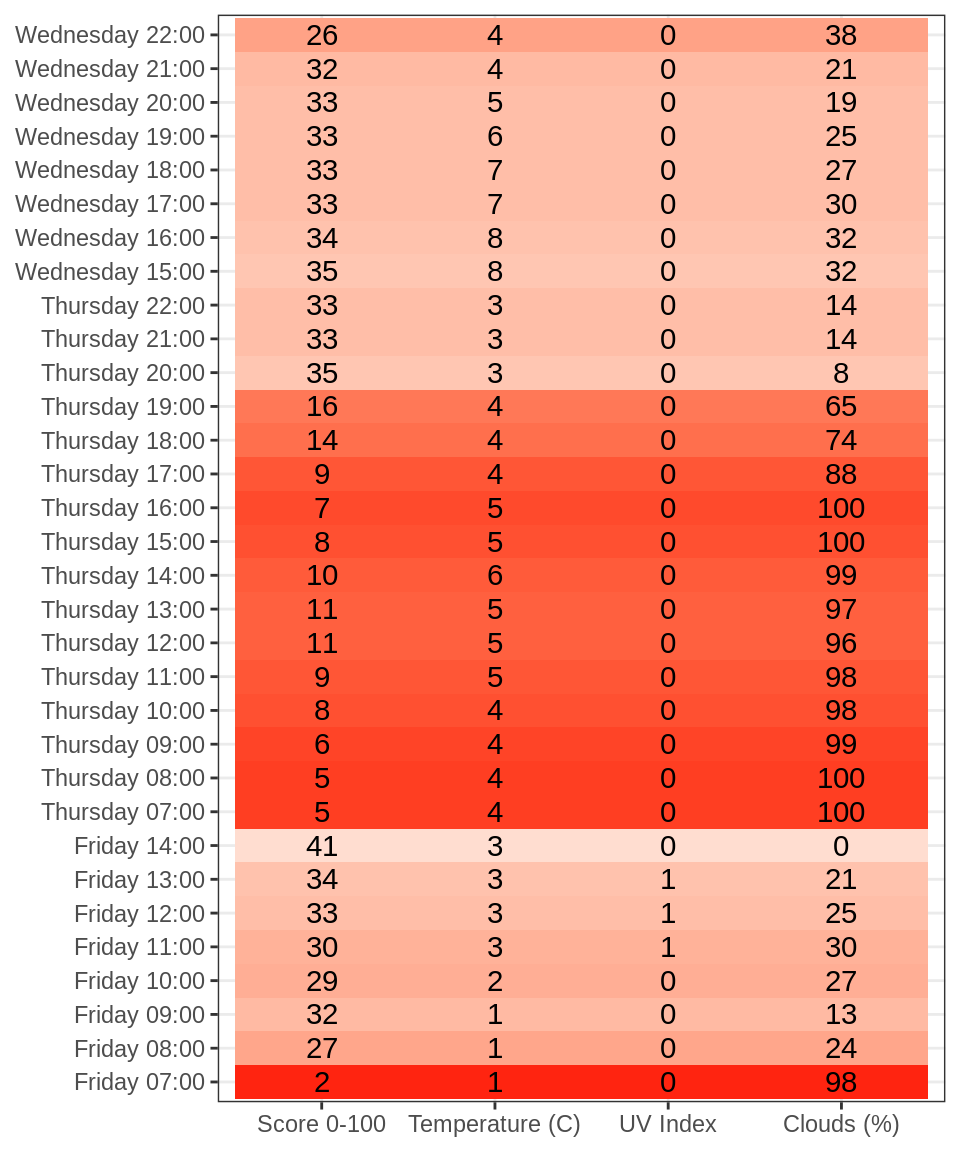 Wednesday 22:00 26 4 0 38
Wednesday 21:00 32 4 0 21
Wednesday 20:00 33 5 0 19
Wednesday 19:00 33 6 0 25
Wednesday 18:00 33 7 0 27
Wednesday 17:00 33 7 0 30
Wednesday 16:00 34 8 0 32
Wednesday 15:00 35 8 0 32
Thursday 22:00 33 3 0 14
Thursday 21:00 33 3 0 14
Thursday 20:00 35 3 0 8
Thursday 19:00 16 4 0 65
Thursday 18:00 14 4 0 74
Thursday 17:00 9 4 0 88
Thursday 16:00 7 5 0 100
Thursday 15:00 8 5 0 100
Thursday 14:00 10 6 0 99
Thursday 13:00 11 5 0 97
Thursday 12:00 11 5 0 96
Thursday 11:00 9 5 0 98
Thursday 10:00 8 4 0 98
Thursday 09:00 6 4 0 99
Thursday 08:00 5 4 0 100
Thursday 07:00 5 4 0 100
Friday 14:00 41 3 0 0
Friday 13:00 34 3 1 21
Friday 12:00 33 3 1 25
Friday 11:00 30 3 1 30
Friday 10:00 29 2 0 27
Friday 09:00 32 1 0 13
Friday 08:00 27 1 0 24
Friday 07:00 2 1 0 98
Score 0-100 Temperature (C) UV Index Clouds (%)